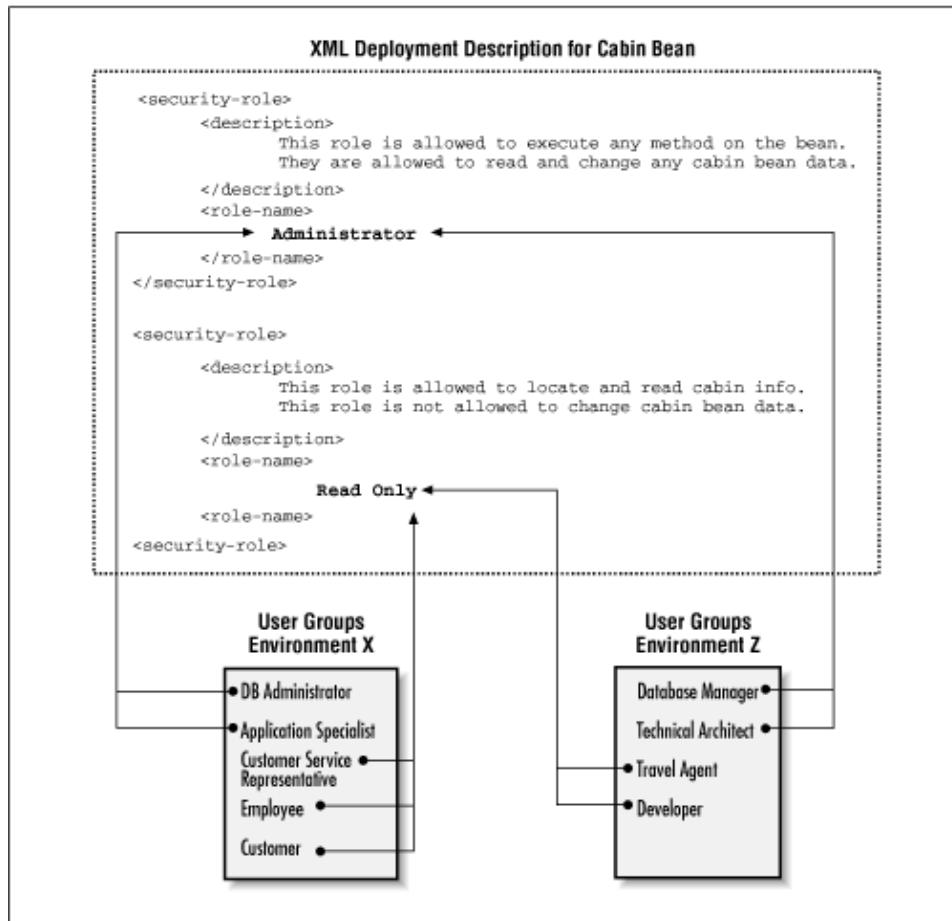 XML Deployment Description for Cabin Bean
<security-role>
<description>
This role is allowed to execute any method on the bean.
They are allowed to read and change any cabin bean data.
</description>
<role-name>
Administrator
</role-name>
</security-role>
<security-role>
<description>
This role is allowed to locate and read cabin info.
This role is not allowed to change cabin bean data.
</description>
<role-name>
Read Only
<role-name>
<security-role>
User Groups
Environment X
DB Administrator
Application Specialist
Customer Service
Representative
Employee
Customer
User Groups
Environment Z
Database Manager
Technical Architect
Travel Agent
Developer